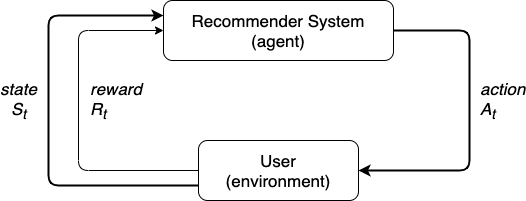 Recommender System
(agent)
state
S_t
reward
R_t
action
A_t
User
(environment)